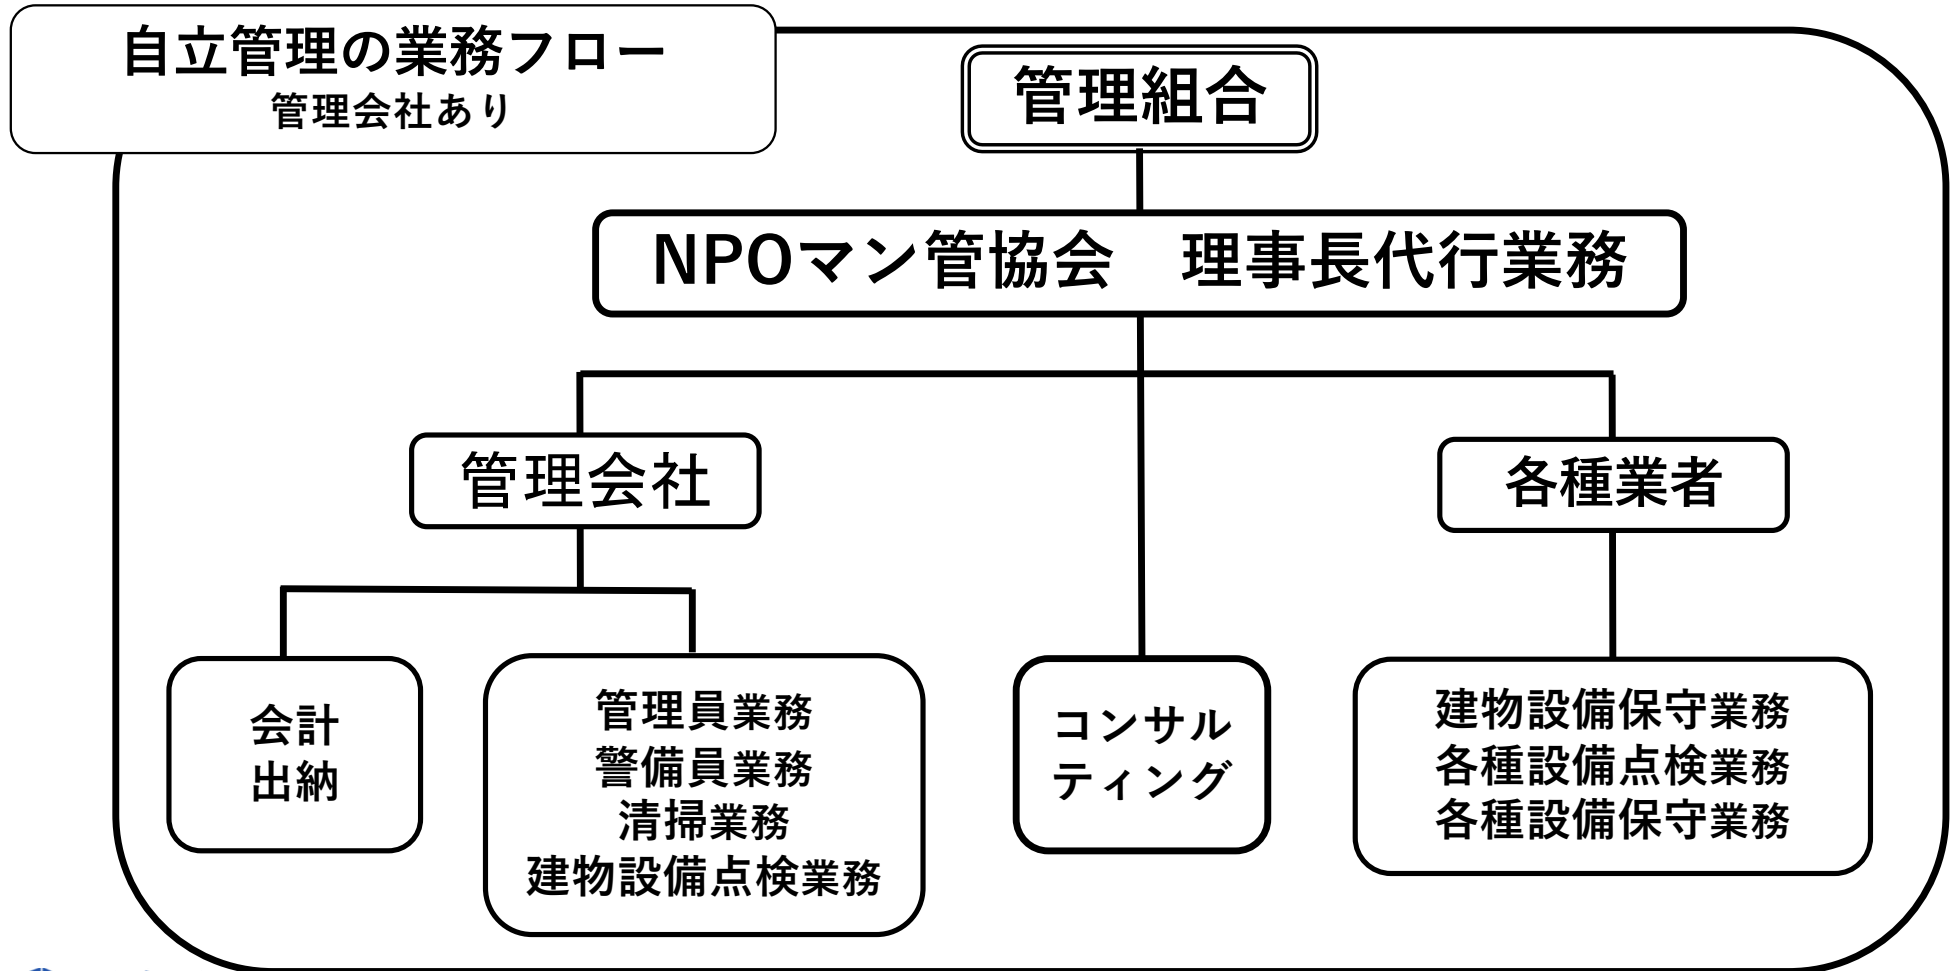 自立管理の業務フロー
管理会社あり
管理組合
NPOマン管協会　理事長代行業務
管理会社
各種業者
会計
出納
管理員業務
警備員業務
清掃業務
建物設備点検業務
コンサル
ティング
建物設備保守業務
各種設備点検業務
各種設備保守業務